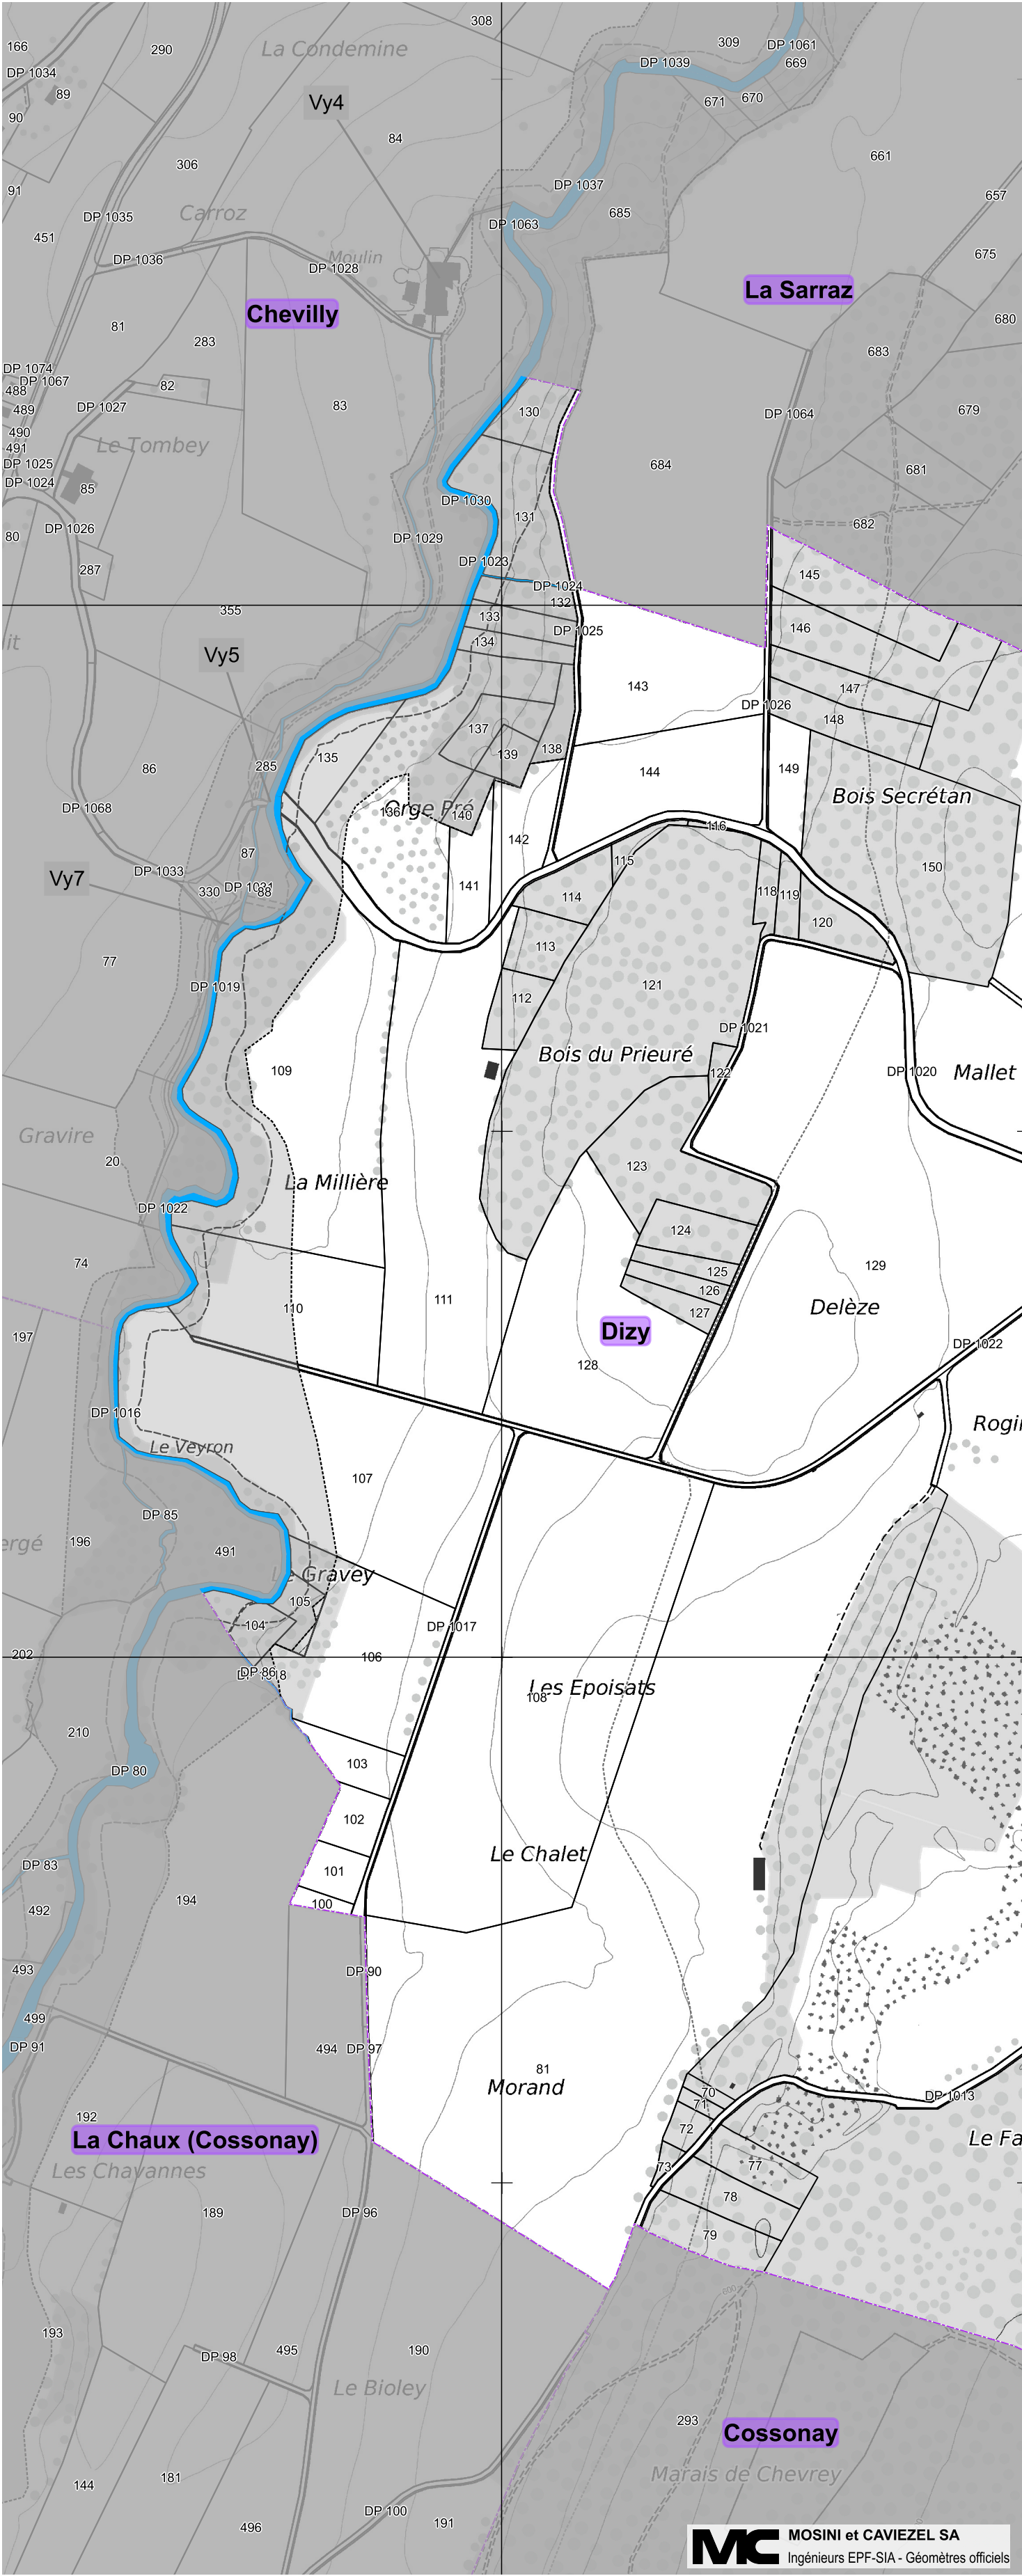 308
166
290
La Condemine
309
DP 1061
DP 1034
DP 1039
669
89
671
670
Vy4
90
84
661
306
91
DP 1037
657
DP 1035
Carroz
685
451
DP 1063
675
DP 1036
Moulin
DP 1028
La Sarraz
Chevilly
680
81
283
683
DP 1074
DP 1067
488
82
489
DP 1027
83
130
DP 1064
679
490
491
Le Tombey
DP 1025
684
681
DP 1024
85
DP 1030
131
682
DP 1026
80
DP 1029
DP 1023
287
145
DP 1024
132
355
133
146
DP 1025
134
Vy5
143
147
DP 1026
148
137
135
139
138
285
86
144
149
Bois Secrétan
DP 1068
136
Orge Pré
140
116
142
87
115
150
DP 1033
330
88
141
118
119
114
120
113
77
121
DP 1019
112
DP 1021
Bois du Prieuré
109
122
DP 1020
Mallet
Gravire
20
123
La Millière
DP 1022
124
74
129
125
126
110
111
Delèze
127
197
Dizy
DP 1022
128
DP 1016
Le Veyron
107
DP 85
196
491
Le Gravey
105
104
DP 1017
202
106
DP 86
Les Epoisats
108
210
103
DP 80
102
Le Chalet
DP 83
101
194
100
492
493
DP 90
499
DP 91
494
DP 97
81
Morand
70
DP 1013
71
192
72
La Chaux (Cossonay)
77
73
Les Chavannes
78
189
DP 96
79
193
495
190
DP 98
Le Bioley
293
Cossonay
Marais de Chevrey
181
144
DP 100
191
496
MC
MOSINI et CAVIEZEL SA
Ingénieurs EPF-SIA - Géomètres officiels